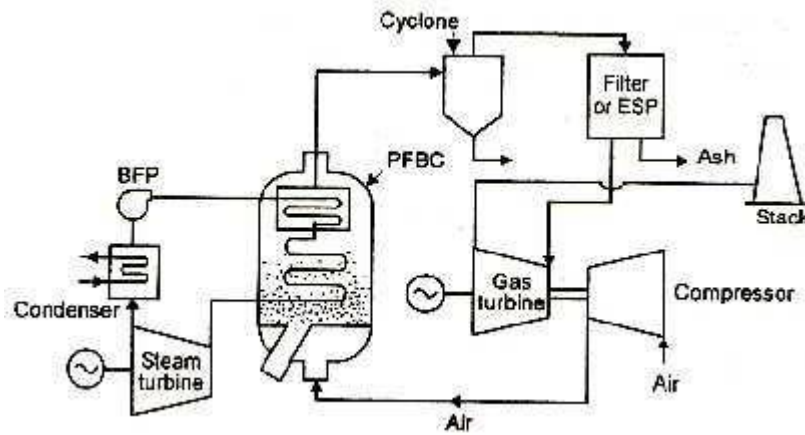 Cyclone
Filter
or ESP
PFBC
Ash
BFP
Stack
Gas
turbine
Compressor
Condenser
Steam
turbine
Air
Air